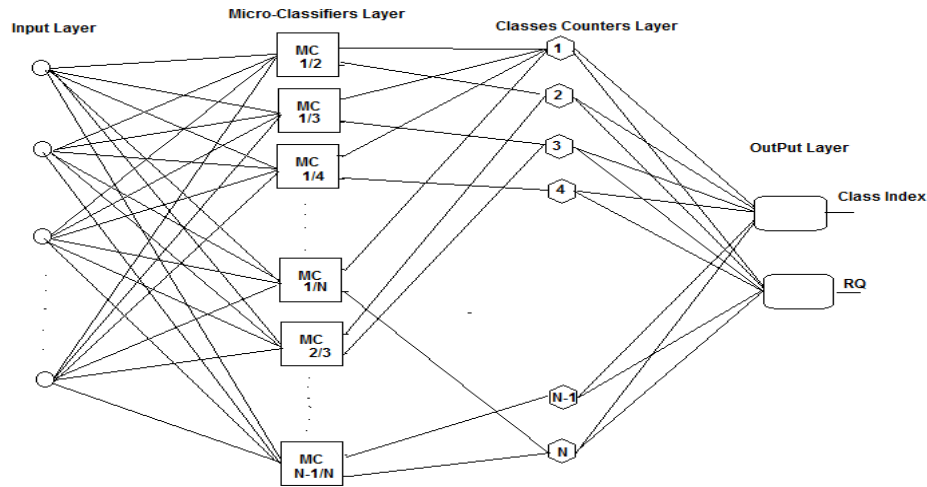 Micro-Classifiers Layer
Input Layer
Classes Counters Layer
MC
1/2
1
MC
1/3
2
MC
1/4
3
4
OutPut Layer
Class Index
MC
1/N
RQ
MC
2/3
N-1
MC
N-1/N
N